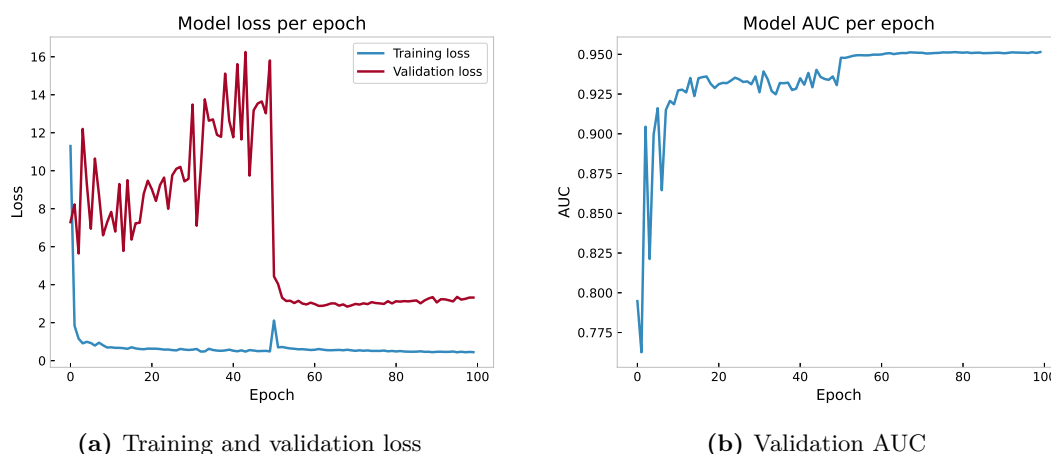 Model loss per epoch
Training loss
Validation loss
16
14
12
10
8
6
4
2
0
Loss
0
20
40
60
80
100
Epoch
(a) Training and validation loss
Model AUC per epoch
0.950
0.925
0.900
0.875
0.850
0.825
0.800
0.775
AUC
0
20
40
60
80
100
Epoch
(b) Validation AUC